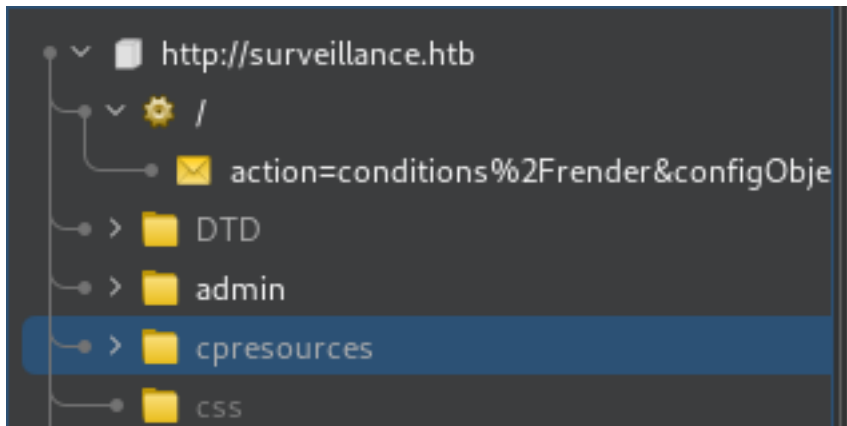 http://surveillance.htb
/
action=conditions%2Frender&configObje
DTD
admin
cpresources
css